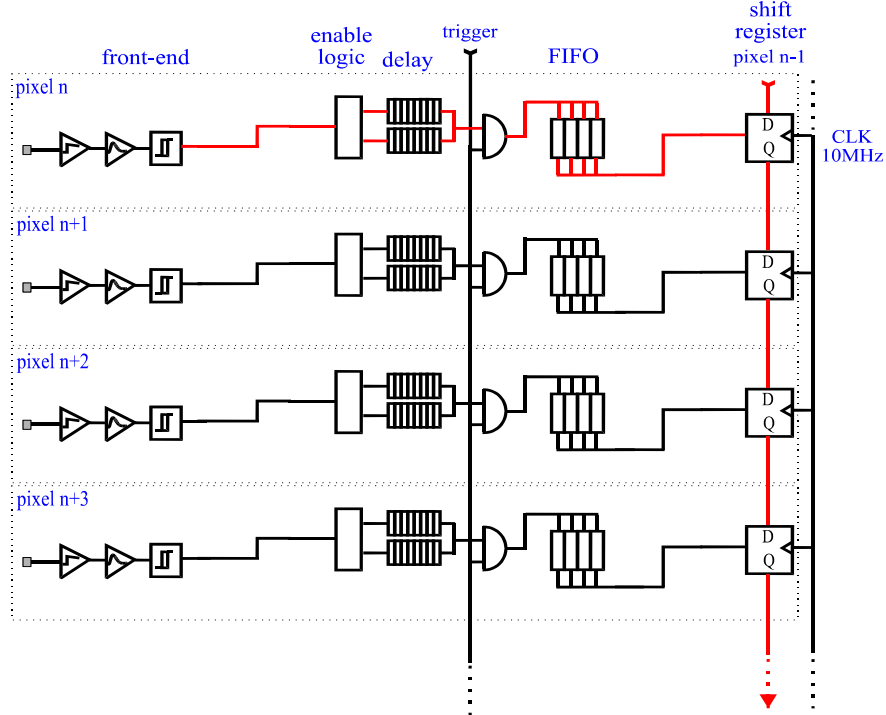 shift
register
pixel n-1
enable
logic
trigger
front-end
delay
FIFO
pixel n
D
Q
CLK
10MHz
pixel n+1
D
Q
pixel n+2
D
Q
pixel n+3
D
Q